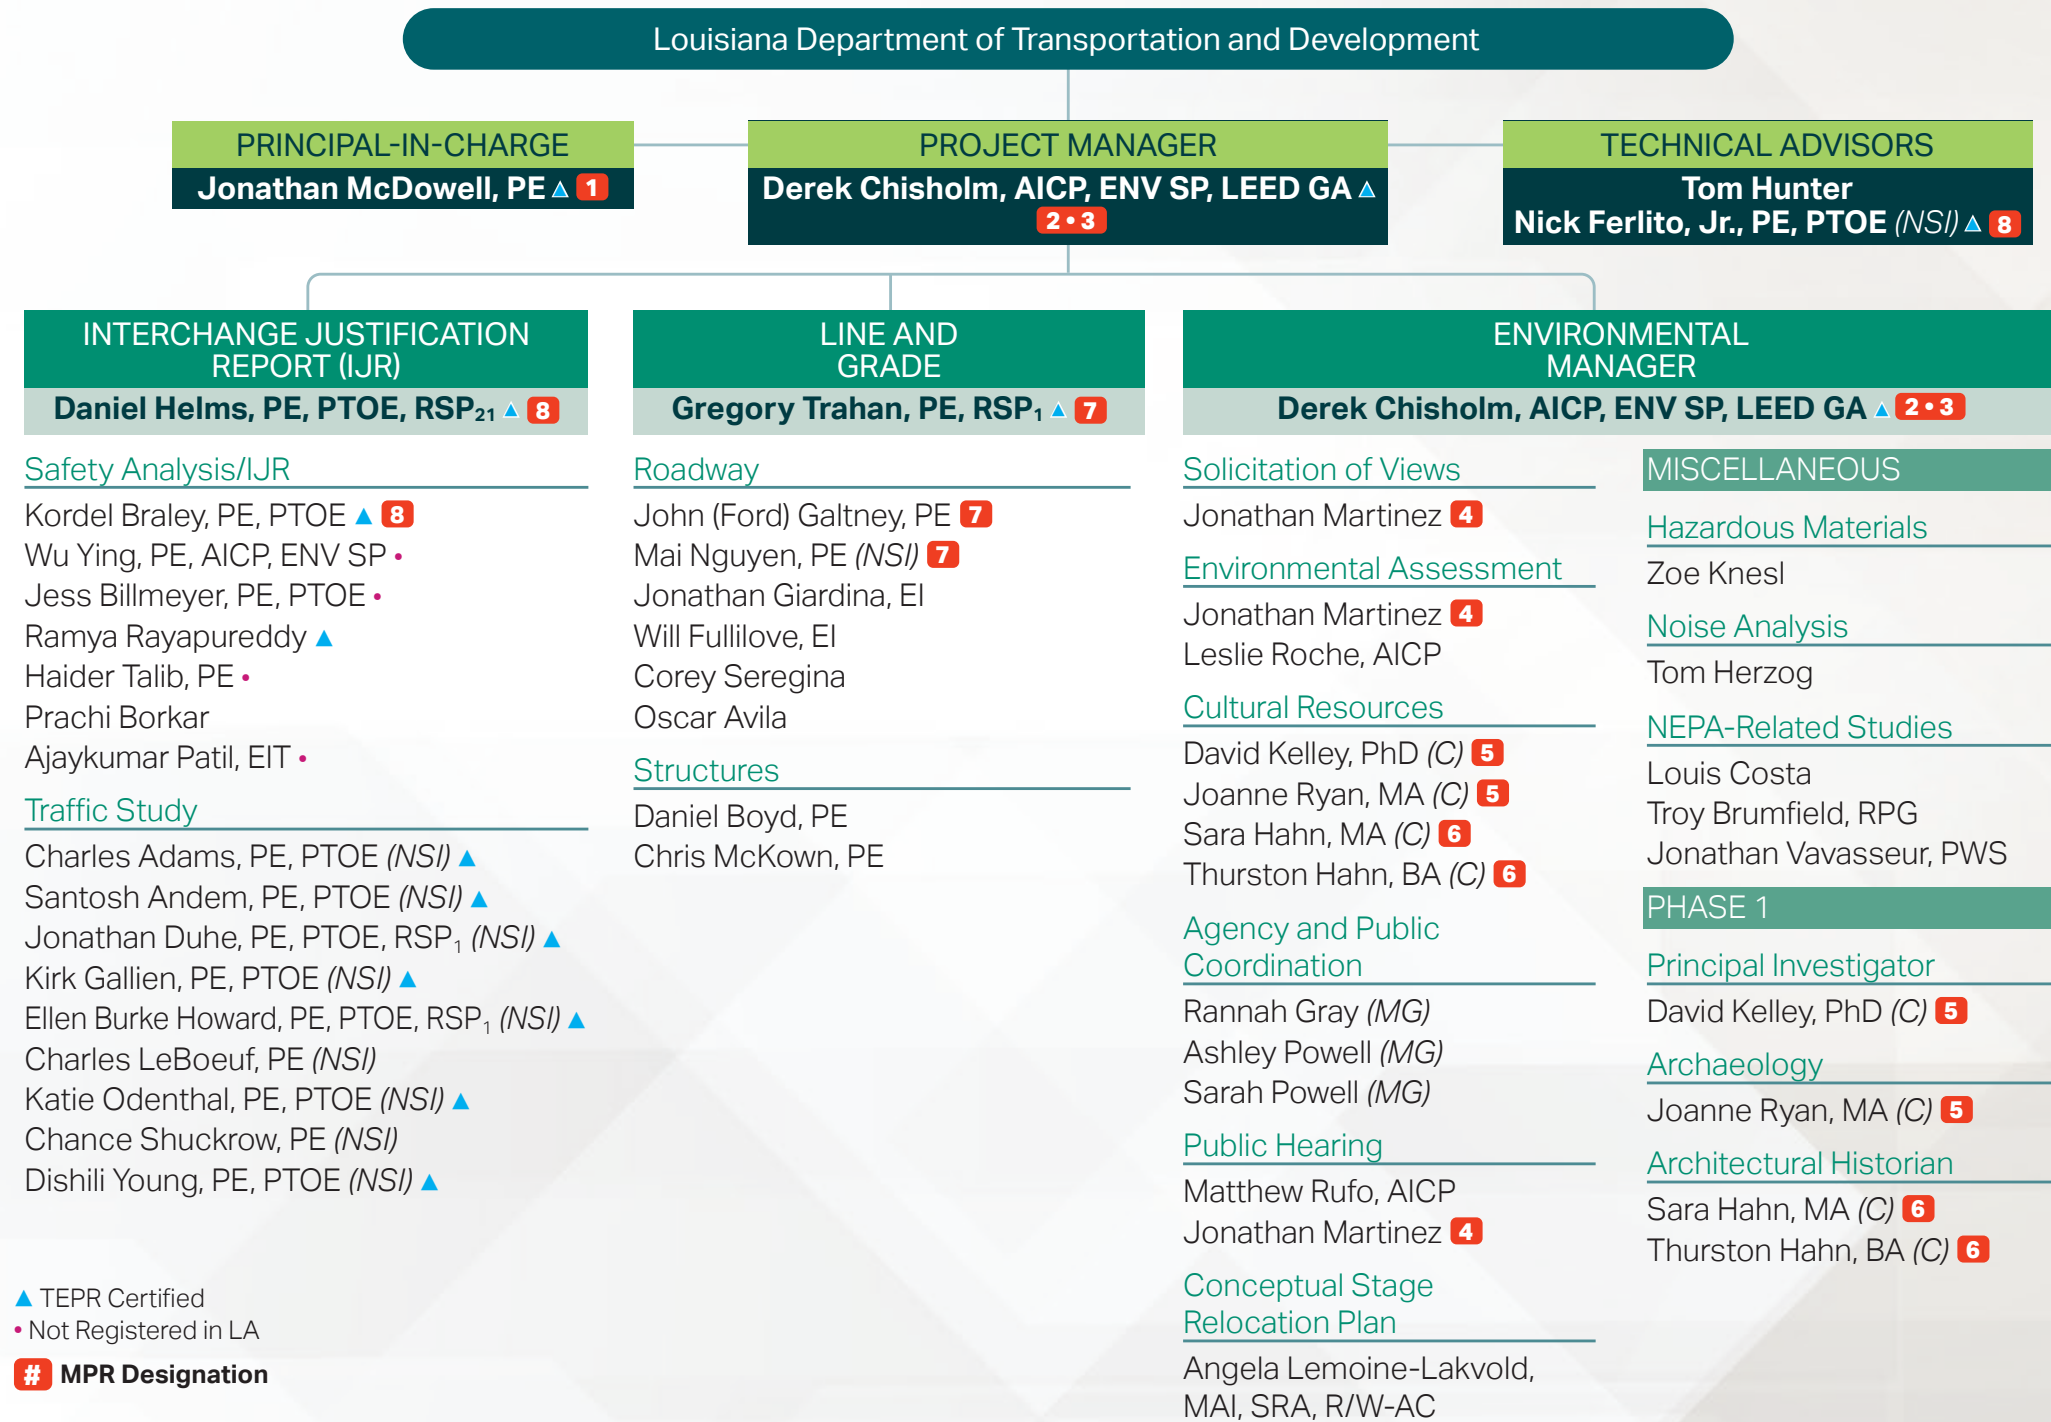 Louisiana Department of Transportation and Development
PRINCIPAL-IN-CHARGE
Jonathan McDowell, PE ▲ 1
PROJECT MANAGER
Derek Chisholm, AICP, ENV SP, LEED GA ▲
2 • 3
TECHNICAL ADVISORS
Tom Hunter
Nick Ferlito, Jr., PE, PTOE (NSI) ▲ 8
INTERCHANGE JUSTIFICATION
REPORT (IJR)
Daniel Helms, PE, PTOE, RSP₂₁ ▲ 8
Safety Analysis/IJR
Kordel Braley, PE, PTOE ▲ 8
Wu Ying, PE, AICP, ENV SP •
Jess Billmeyer, PE, PTOE •
Ramya Rayapureddy ▲
Haider Talib, PE •
Prachi Borkar
Ajaykumar Patil, EIT •
Traffic Study
Charles Adams, PE, PTOE (NSI) ▲
Santosh Andem, PE, PTOE (NSI) ▲
Jonathan Duhe, PE, PTOE, RSP₁ (NSI) ▲
Kirk Gallien, PE, PTOE (NSI) ▲
Ellen Burke Howard, PE, PTOE, RSP₁ (NSI) ▲
Charles LeBoeuf, PE (NSI)
Katie Odenthal, PE, PTOE (NSI) ▲
Chance Shuckrow, PE (NSI)
Dishili Young, PE, PTOE (NSI) ▲
LINE AND
GRADE
Gregory Trahan, PE, RSP₁ ▲ 7
Roadway
John (Ford) Galtney, PE 7
Mai Nguyen, PE (NSI) 7
Jonathan Giardina, EI
Will Fullilove, EI
Corey Seregina
Oscar Avila
Structures
Daniel Boyd, PE
Chris McKown, PE
ENVIRONMENTAL
MANAGER
Derek Chisholm, AICP, ENV SP, LEED GA ▲ 2 • 3
Solicitation of Views
Jonathan Martinez 4
Environmental Assessment
Jonathan Martinez 4
Leslie Roche, AICP
Cultural Resources
David Kelley, PhD (C) 5
Joanne Ryan, MA (C) 5
Sara Hahn, MA (C) 6
Thurston Hahn, BA (C) 6
Agency and Public
Coordination
Rannah Gray (MG)
Ashley Powell (MG)
Sarah Powell (MG)
Public Hearing
Matthew Rufo, AICP
Jonathan Martinez 4
Conceptual Stage
Relocation Plan
Angela Lemoine-Lakvold,
MAI, SRA, R/W-AC
MISCELLANEOUS
Hazardous Materials
Zoe Knesl
Noise Analysis
Tom Herzog
NEPA-Related Studies
Louis Costa
Troy Brumfield, RPG
Jonathan Vavasseur, PWS
PHASE 1
Principal Investigator
David Kelley, PhD (C) 5
Archaeology
Joanne Ryan, MA (C) 5
Architectural Historian
Sara Hahn, MA (C) 6
Thurston Hahn, BA (C) 6
▲ TEPR Certified
• Not Registered in LA
# MPR Designation